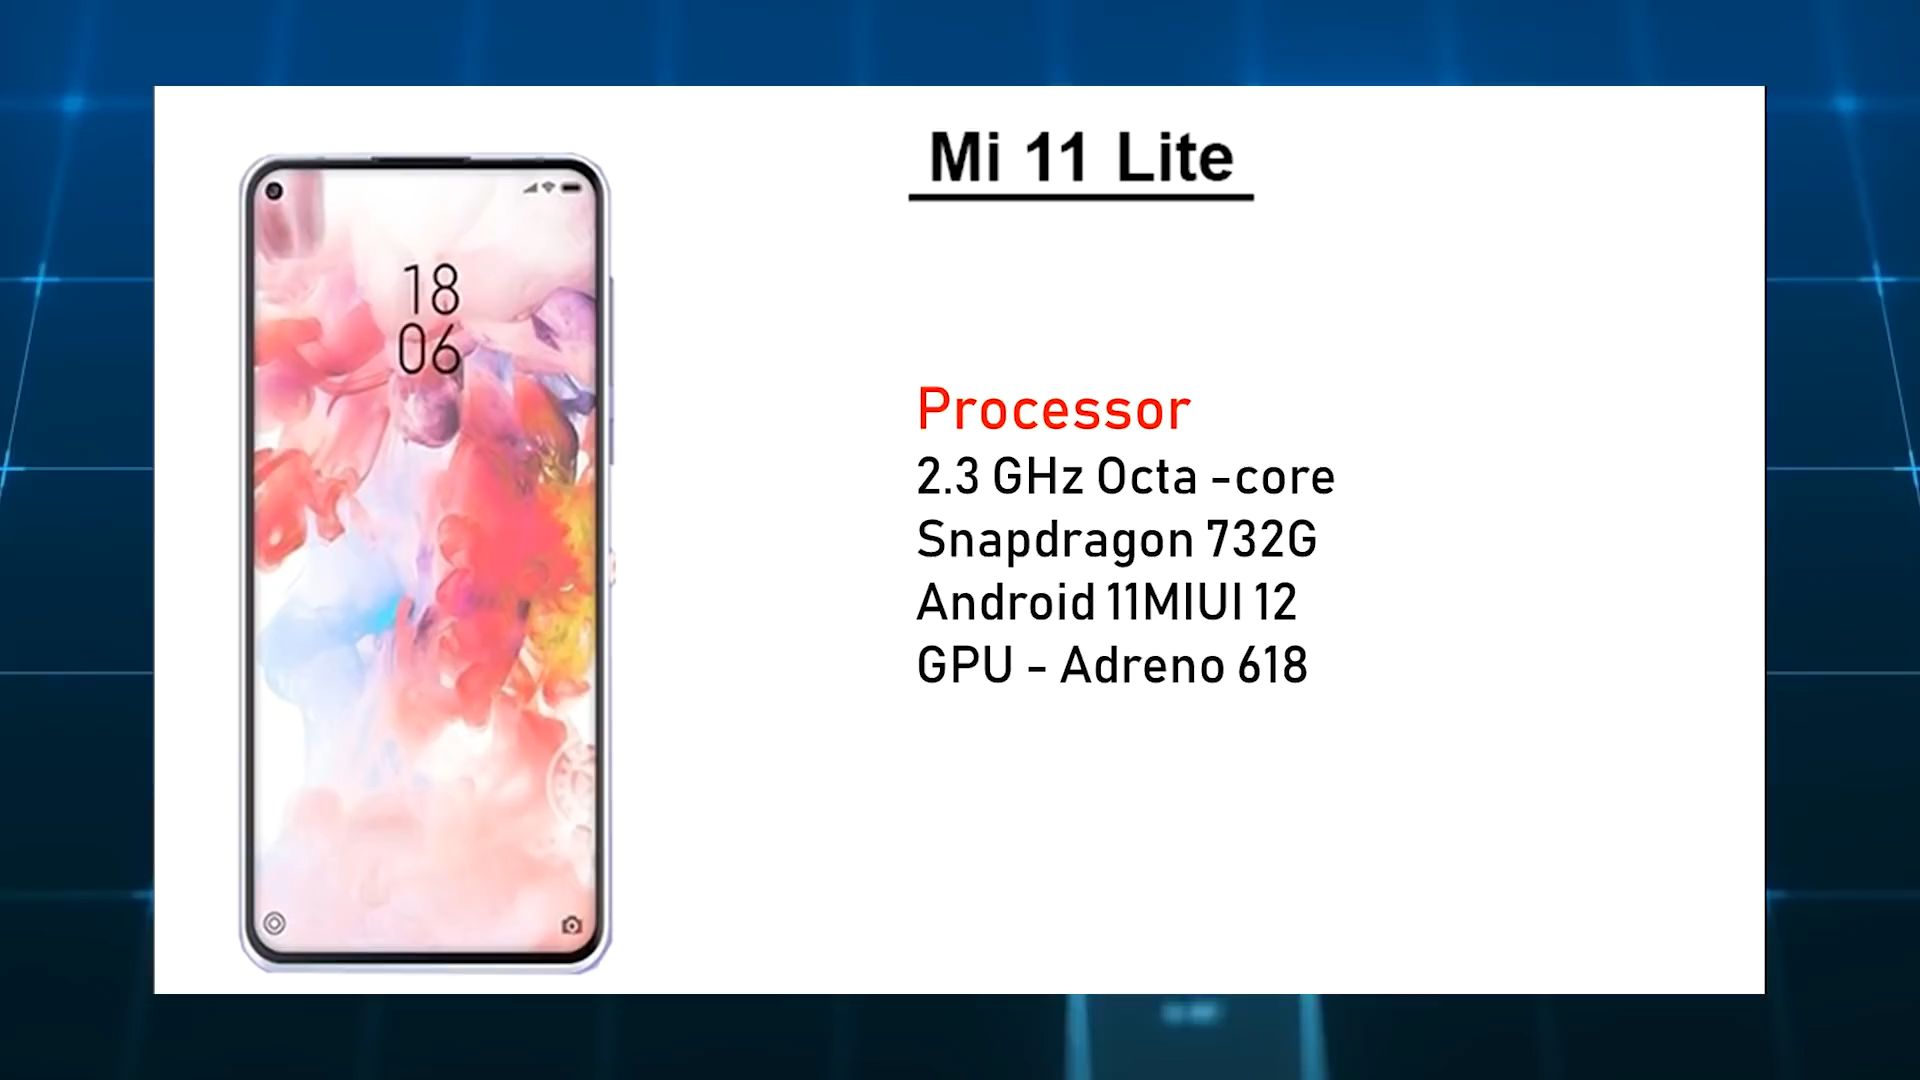 Mi 11 Lite
18
06
Processor
2.3 GHz Octa -core
Snapdragon 732G
Android 11MIUI 12
GPU - Adreno 618